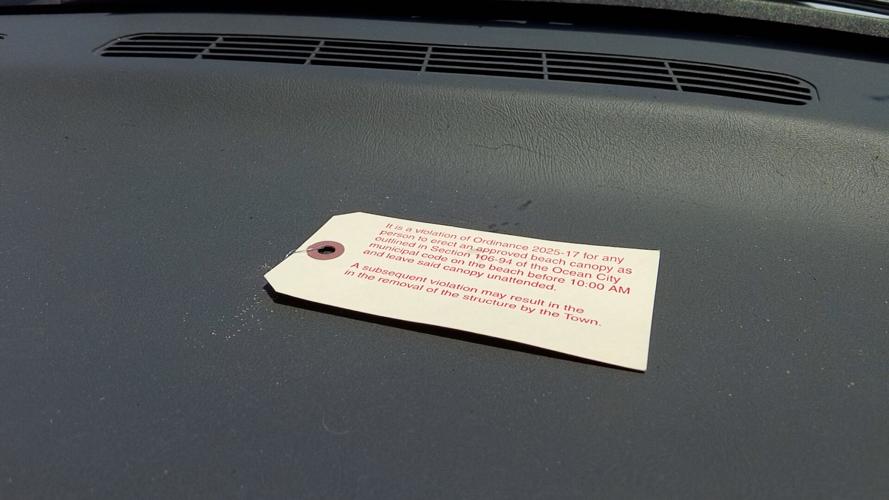 It is a violation of Ordinance 2025-17 for any
person to erect an approved beach canopy as
outlined in Section 106-94 of the Ocean City
municipal code on the beach before 10:00 AM
and leave said canopy unattended.
A subsequent violation may result in the
in the removal of the structure by the Town.